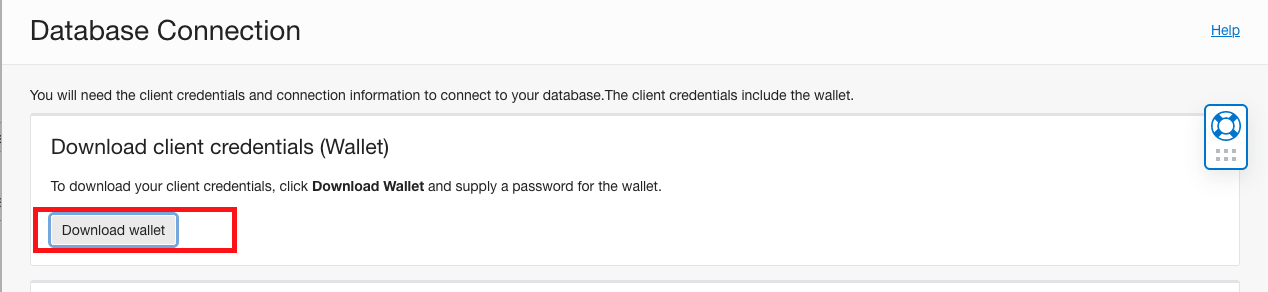 Database Connection
Help
You will need the client credentials and connection information to connect to your database.The client credentials include the wallet.
Download client credentials (Wallet)
To download your client credentials, click Download Wallet and supply a password for the wallet.
Download wallet